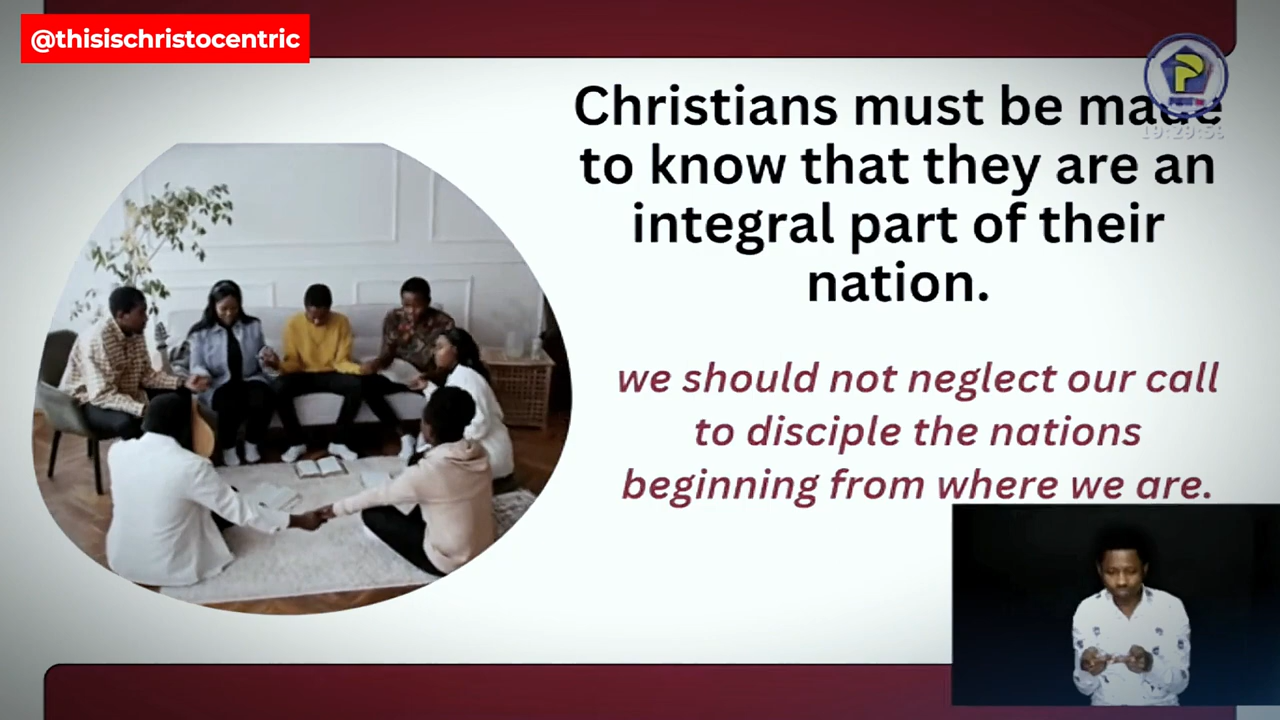 @thisischristocentric
Christians must be made
to know that they are an
integral part of their
nation.
we should not neglect our call
to disciple the nations
beginning from where we are.